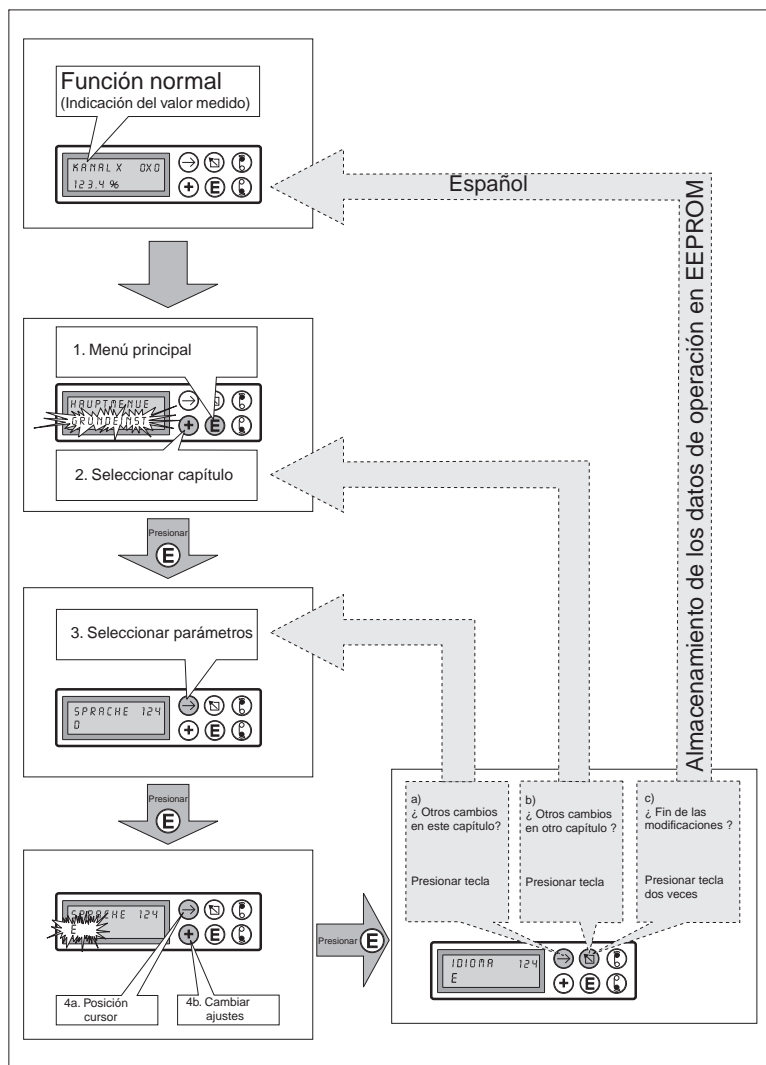 Función normal
(Indicación del valor medido)
KANAL X 0X0
123.4 %
Español
Almacenamiento de los datos de operación en EEPROM
1. Menú principal
HAUPTMENUE
GRUNDEINST
+ E
2. Seleccionar capítulo
Presionar
E
3. Seleccionar parámetros
SPRACHE 124
D
+ E
Presionar
E
SPRACHE 124
E
+ E
4a. Posición
cursor
4b. Cambiar
ajustes
Presionar E
a)
¿ Otros cambios
en este capítulo?
Presionar tecla
b)
¿ Otros cambios
en otro capítulo ?
Presionar tecla
c)
¿ Fin de las
modificaciones ?
Presionar tecla
dos veces
IDIOMA 124
E
+ E